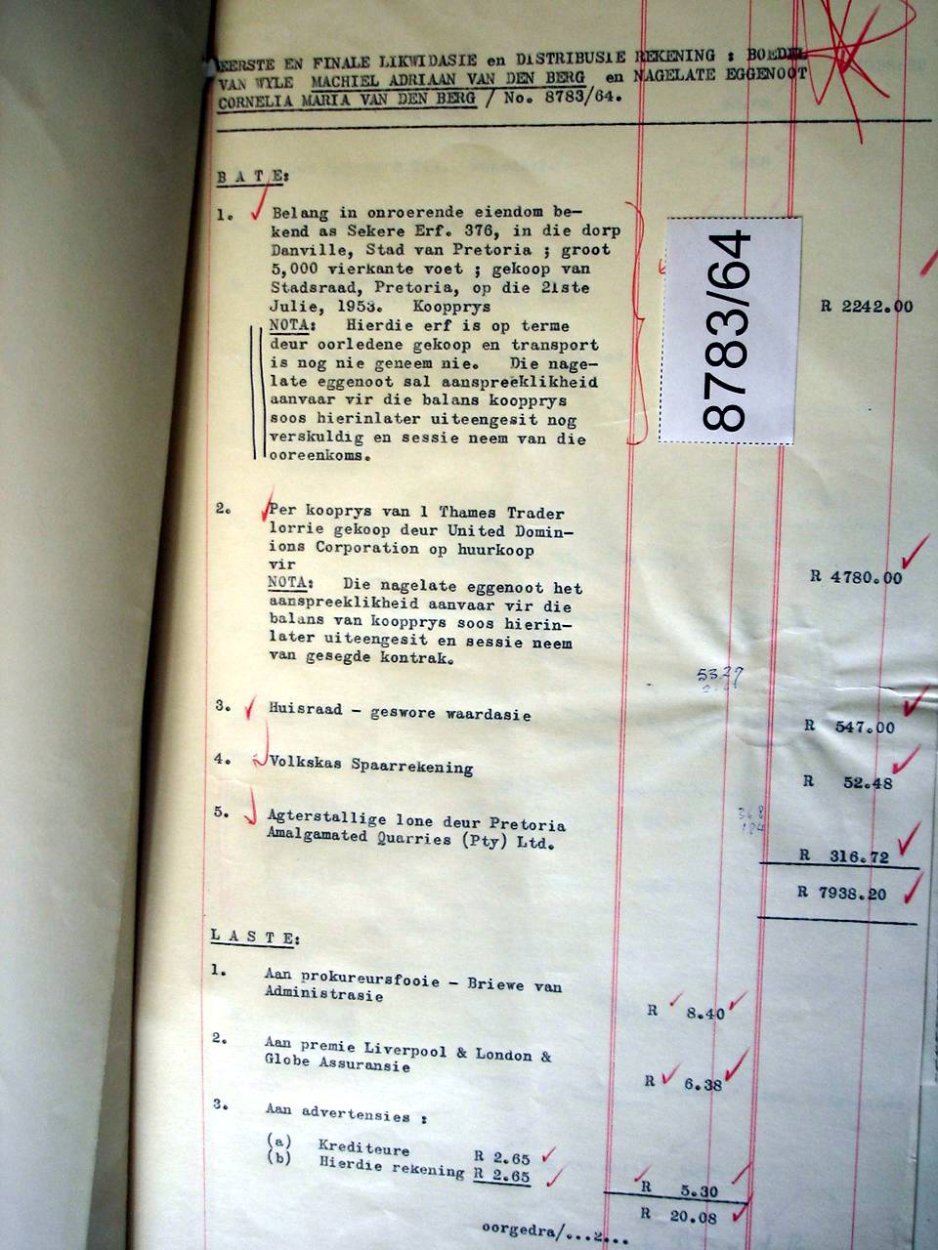 EERSTE EN FINALE LIKWIDASIE en DISTRIBUSIE REKENING : BOEDEL
VAN WYLE MACHIEL ADRIAAN VAN DEN BERG en NAGELATE EGGENOOT
CORNELIA MARIA VAN DEN BERG / No. 8783/64.
B A T E:
1. Belang in onroerende eiendom be-
kend as Sekere Erf. 376, in die dorp
Danville, Stad van Pretoria ; groot
5,000 vierkante voet ; gekoop van
Stadsraad, Pretoria, op die 21ste
Julie, 1953. Koopprys R 2242.00
NOTA: Hierdie erf is op terme
deur oorledene gekoop en transport
is nog nie geneem nie. Die nage-
late eggenoot sal aanspreeklikheid
aanvaar vir die balans koopprys
soos hierinlater uiteengesit nog
verskuldig en sessie neem van die
ooreenkoms.
8783/64
2. Per kooprys van 1 Thames Trader
lorrie gekoop deur United Domin-
ions Corporation op huurkoop
vir R 4780.00
NOTA: Die nagelate eggenoot het
aanspreeklikheid aanvaar vir die
balans van koopprys soos hierin-
later uiteengesit en sessie neem
van gesegde kontrak.
5327
3. Huisraad - geswore waardasie R 547.00
4. Volkskas Spaarrekening R 52.48
5. Agterstallige lone deur Pretoria
Amalgamated Quarries (Pty) Ltd. R 316.72
R 7938.20
L A S T E:
1. Aan prokureursfooie - Briewe van
Administrasie R 8.40
2. Aan premie Liverpool & London &
Globe Assuransie R 6.38
3. Aan advertensies :
(a) Krediteure R 2.65
(b) Hierdie rekening R 2.65 R 5.30
R 20.08
oorgedra/...2...